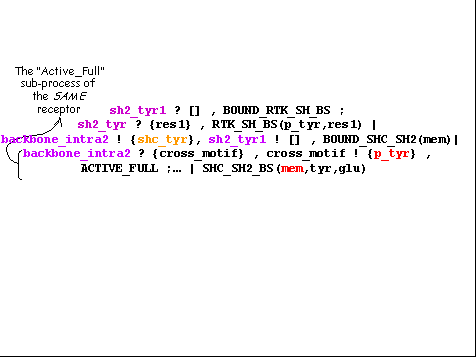 The "Active_Full"
sub-process of
the SAME
receptor
sh2_tyr1 ? [] , BOUND_RTK_SH_BS ;
sh2_tyr ? {res1} , RTK_SH_BS(p_tyr,res1) |
backbone_intra2 ! {shc_tyr}, sh2_tyr1 ! [] , BOUND_SHC_SH2(mem)|
backbone_intra2 ? {cross_motif} , cross_motif ! {p_tyr} ,
ACTIVE_FULL ;… | SHC_SH2_BS(mem,tyr,glu)